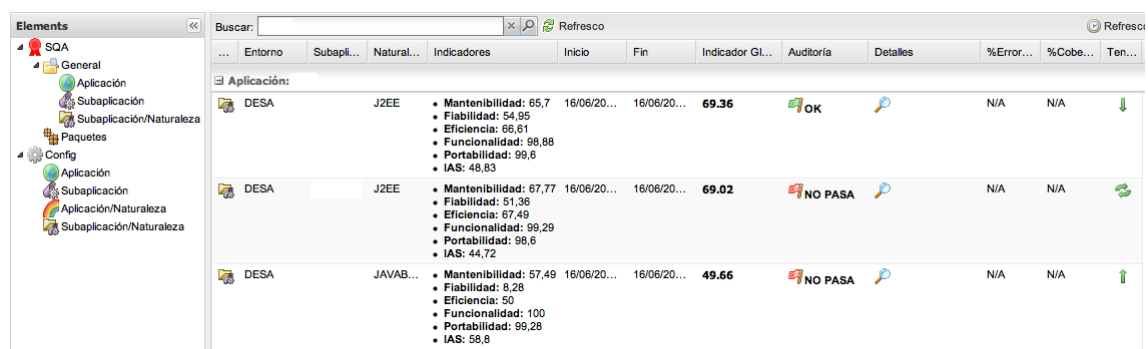 Elements
SQA
General
Aplicación
Subaplicación
Subaplicación/Naturaleza
Paquetes
Config
Aplicación
Subaplicación
Aplicación/Naturaleza
Subaplicación/Naturaleza
Buscar: Refresco Refresco
... Entorno Subapli... Natural... Indicadores Inicio Fin Indicador Gl... Auditoría Detalles %Error... %Cobe... Ten...
Aplicación:
DESA J2EE • Mantenibilidad: 65,7 16/06/20... 16/06/20... 69.36 OK N/A N/A
• Fiabilidad: 54,95
• Eficiencia: 66,61
• Funcionalidad: 98,88
• Portabilidad: 99,6
• IAS: 48,83
DESA J2EE • Mantenibilidad: 67,77 16/06/20... 16/06/20... 69.02 NO PASA N/A N/A
• Fiabilidad: 51,36
• Eficiencia: 67,49
• Funcionalidad: 99,29
• Portabilidad: 98,6
• IAS: 44,72
DESA JAVAB... • Mantenibilidad: 57,49 16/06/20... 16/06/20... 49.66 NO PASA N/A N/A
• Fiabilidad: 8,28
• Eficiencia: 50
• Funcionalidad: 100
• Portabilidad: 99,28
• IAS: 58,8